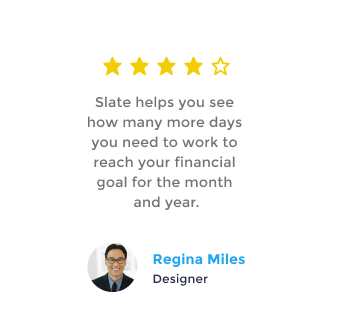 Slate helps you see
how many more days
you need to work to
reach your financial
goal for the month
and year.
Regina Miles
Designer